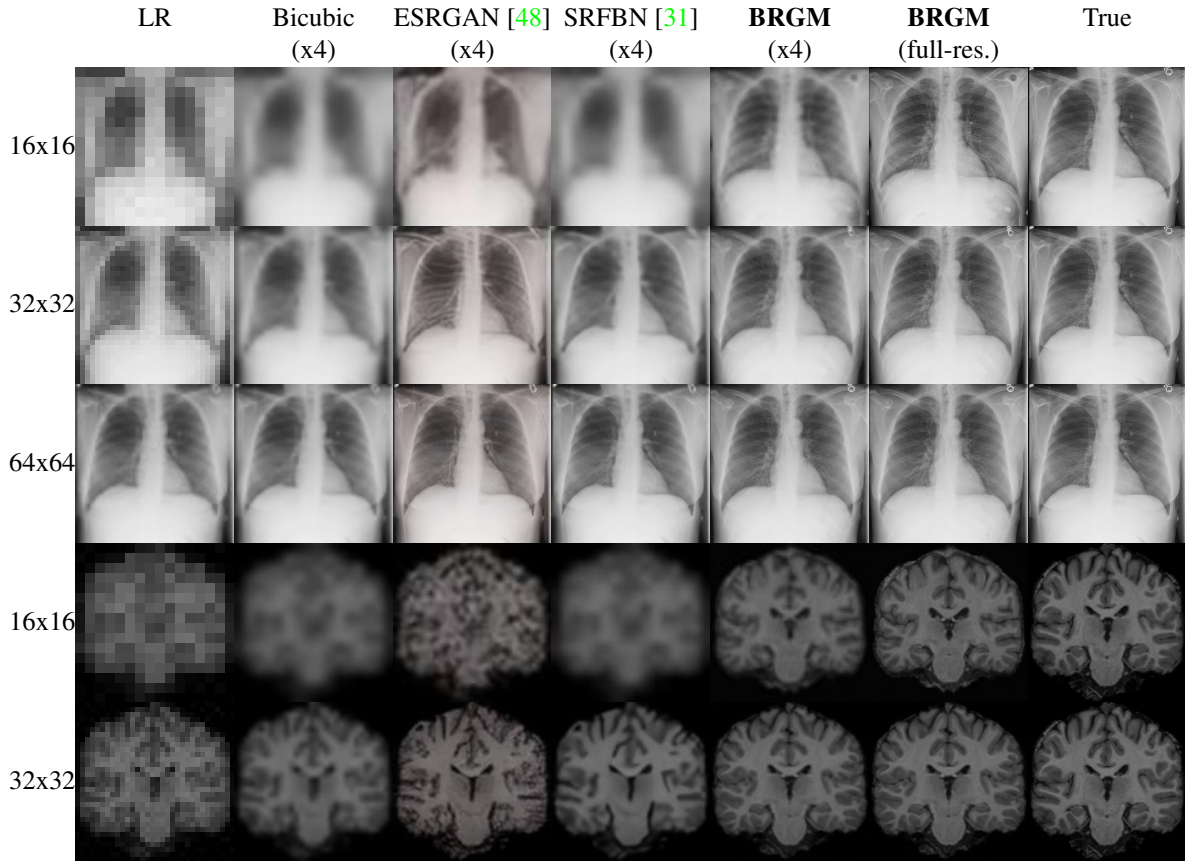 LR Bicubic ESRGAN [48] SRFBN [31] BRGM BRGM True
(x4) (x4) (x4) (x4) (full-res.)
16x16
32x32
64x64
16x16
32x32